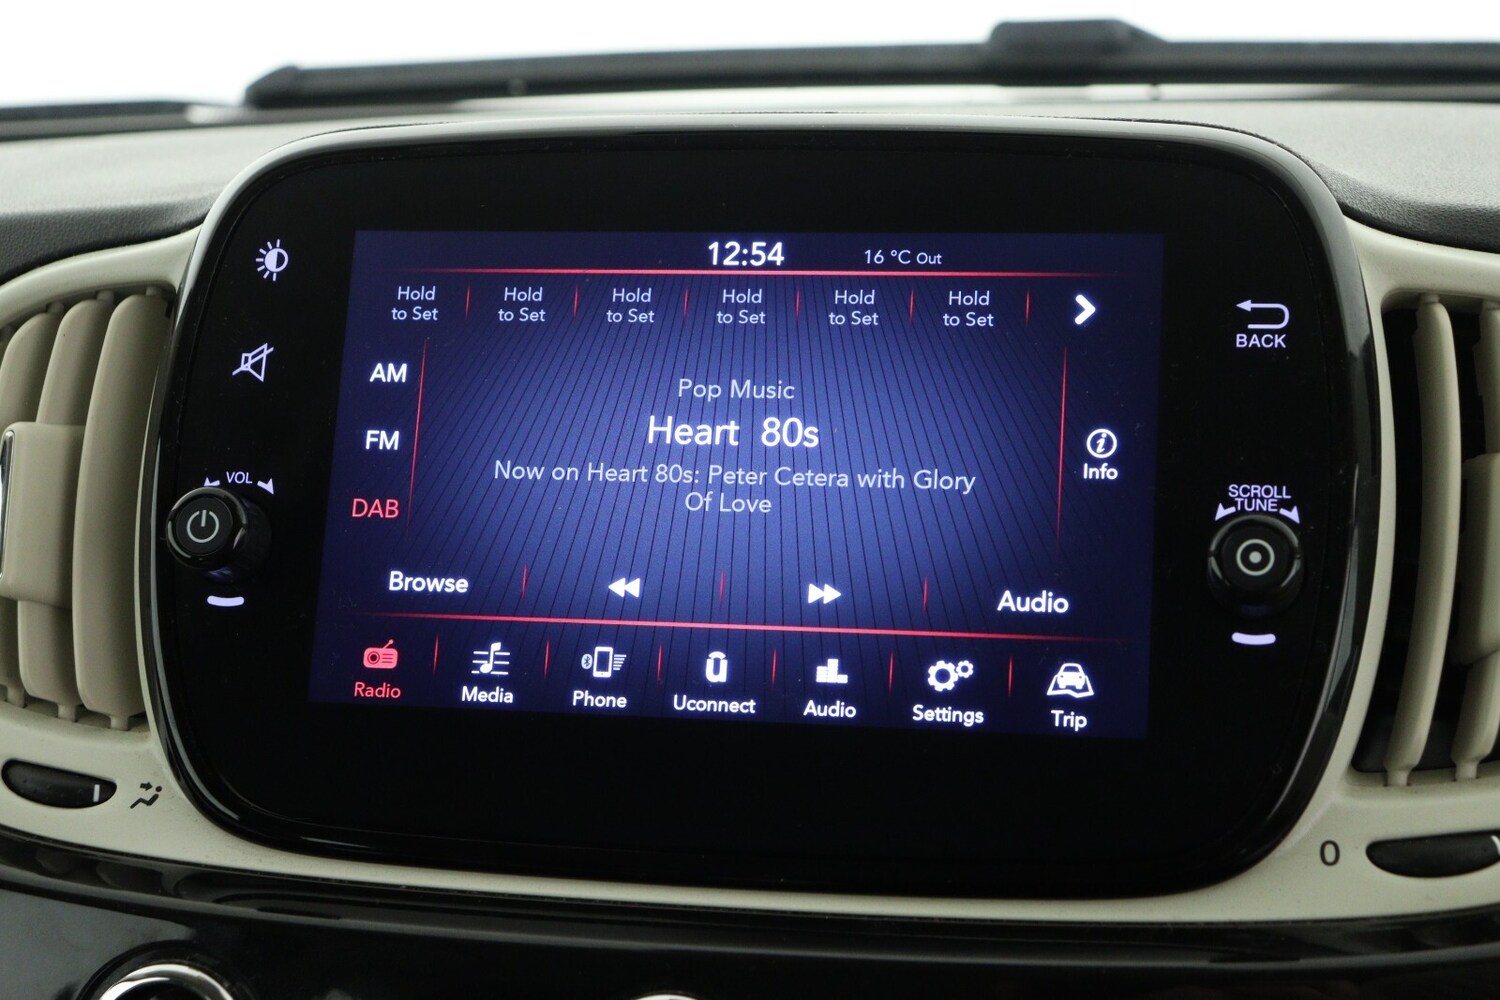 12:54 16 °C Out
Hold Hold Hold Hold Hold Hold
to Set to Set to Set to Set to Set to Set
BACK
AM
Pop Music
FM
Heart 80s
Info
Now on Heart 80s: Peter Cetera with Glory
Of Love
VOL
DAB
SCROLL
TUNE
Browse
Audio
Radio Media Phone Uconnect Audio Settings Trip
0